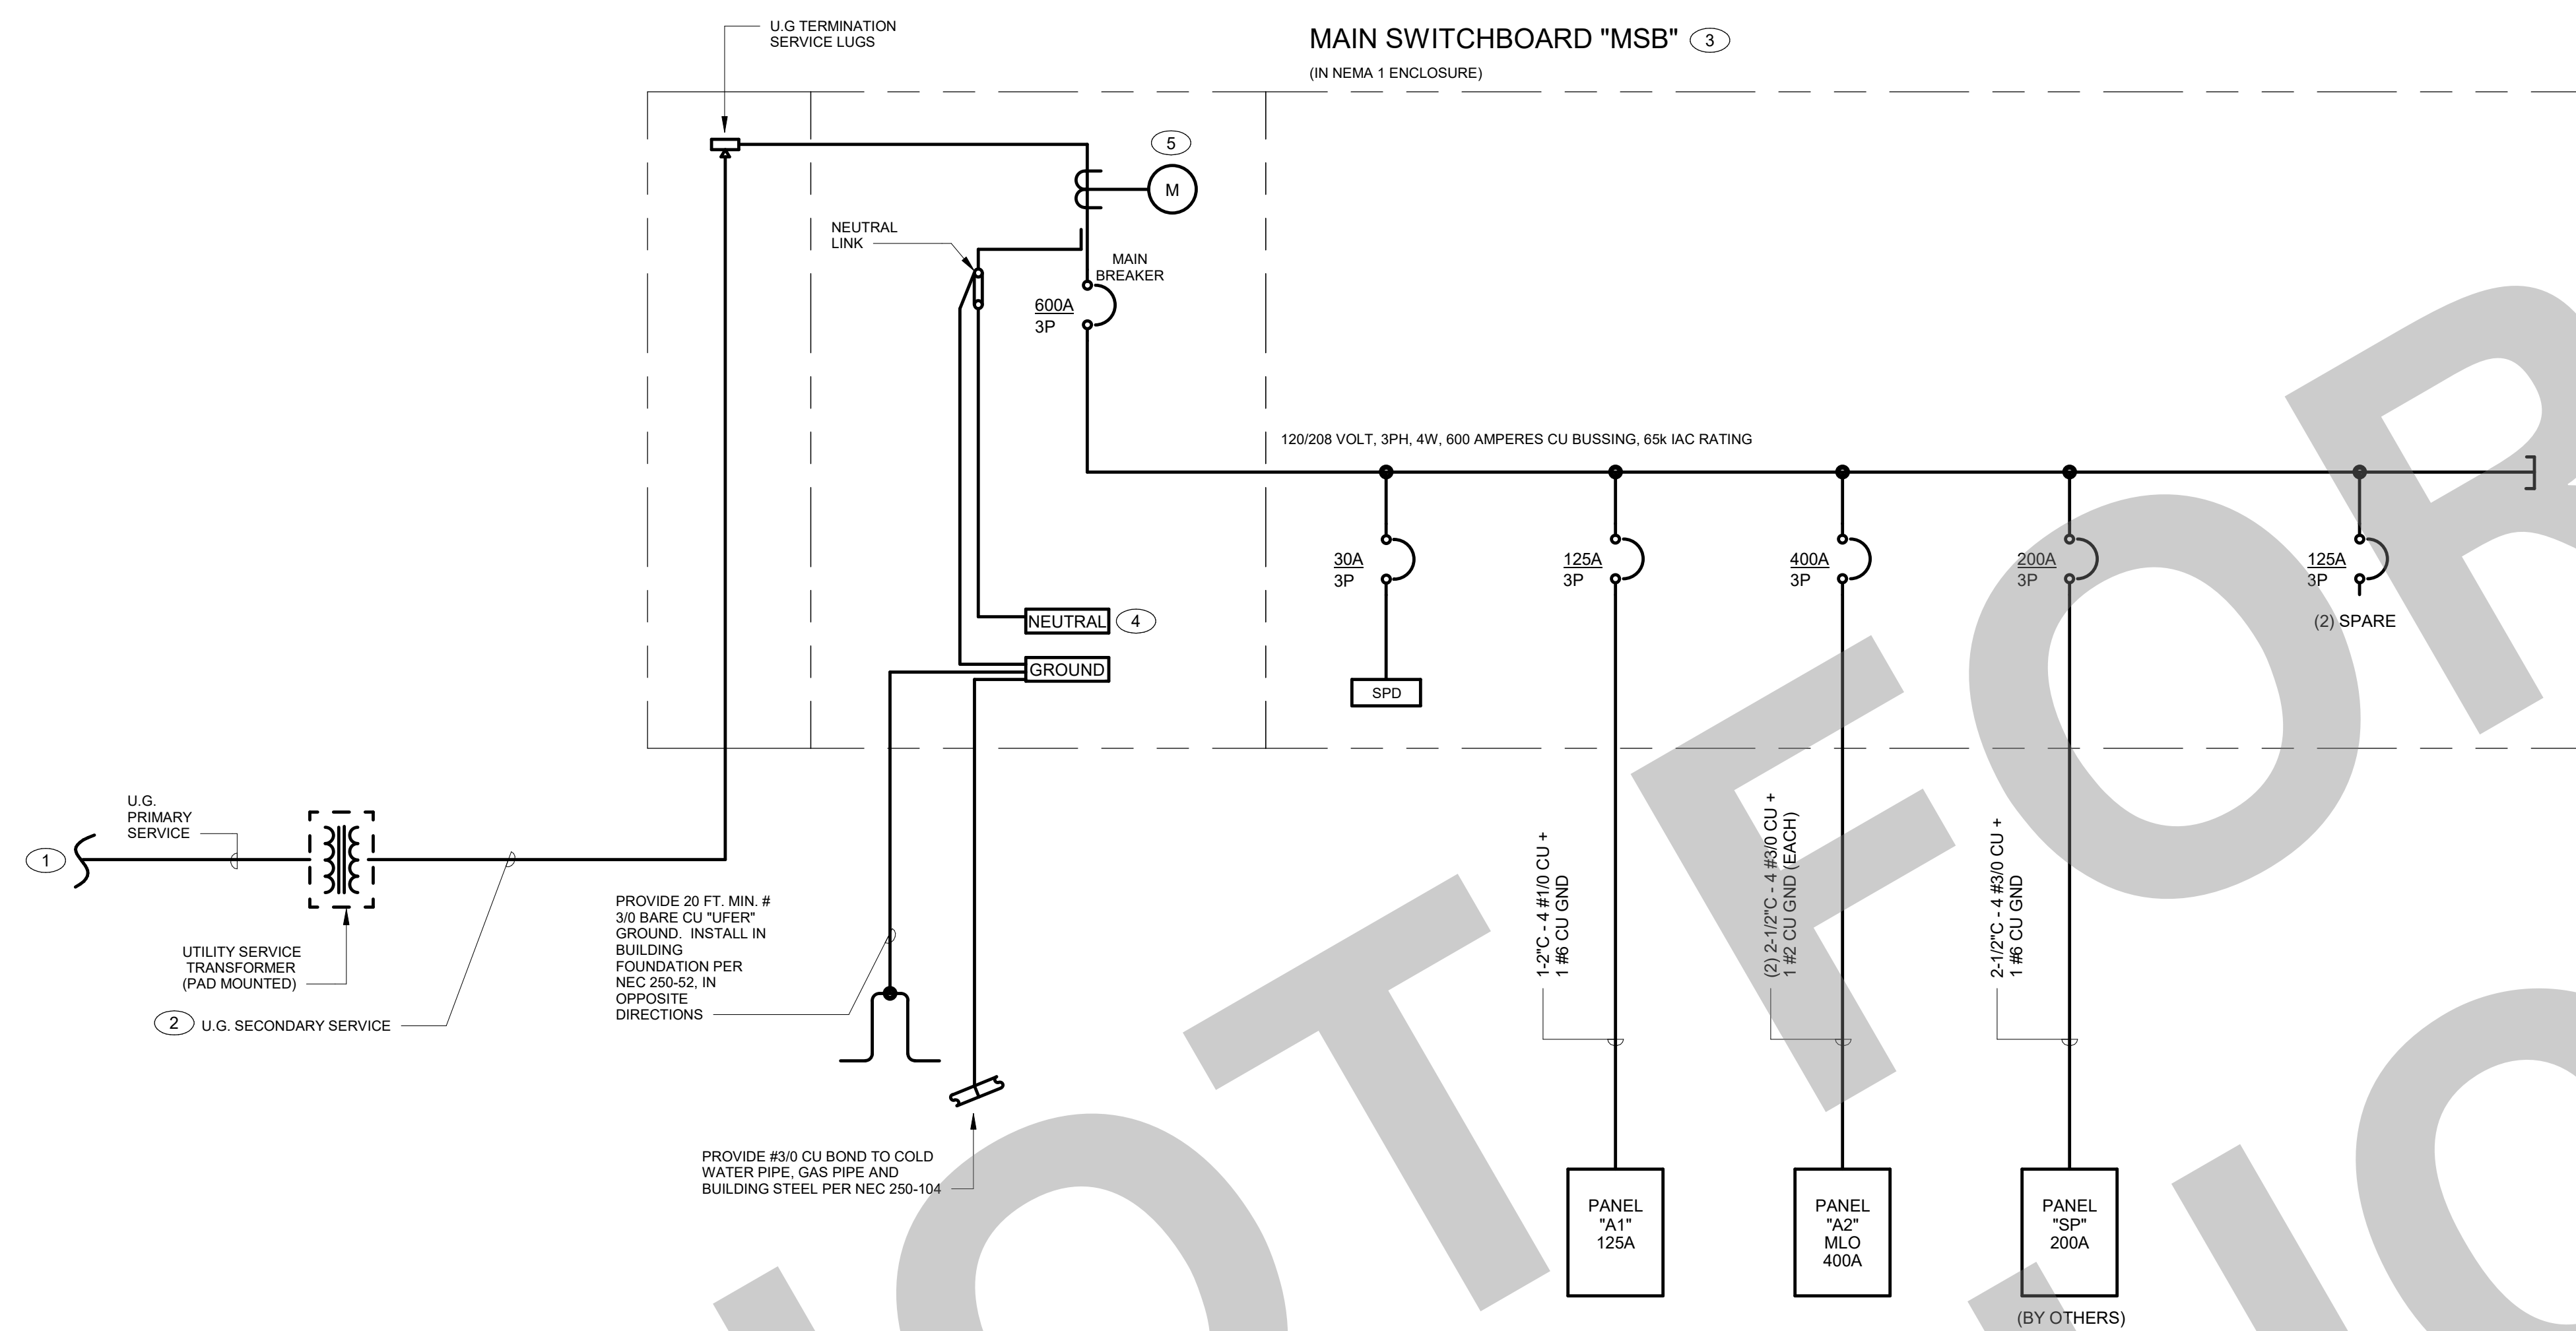 U.G TERMINATION
SERVICE LUGS
MAIN SWITCHBOARD "MSB" 3
(IN NEMA 1 ENCLOSURE)
5
M
NEUTRAL
LINK
MAIN
BREAKER
600A
3P
120/208 VOLT, 3PH, 4W, 600 AMPERES CU BUSSING, 65k IAC RATING
30A
3P
125A
3P
400A
3P
200A
3P
125A
3P
(2) SPARE
NEUTRAL 4
GROUND
SPD
U.G.
PRIMARY
SERVICE
1
UTILITY SERVICE
TRANSFORMER
(PAD MOUNTED)
2 U.G. SECONDARY SERVICE
PROVIDE 20 FT. MIN. #
3/0 BARE CU "UFER"
GROUND. INSTALL IN
BUILDING
FOUNDATION PER
NEC 250-52, IN
OPPOSITE
DIRECTIONS
PROVIDE #3/0 CU BOND TO COLD
WATER PIPE, GAS PIPE AND
BUILDING STEEL PER NEC 250-104
1-2"C - 4 #1/0 CU +
1 #6 CU GND
(2) 2-1/2"C - 4 #3/0 CU +
1 #2 CU GND (EACH)
2-1/2"C - 4 #3/0 CU +
1 #6 CU GND
PANEL
"A1"
125A
PANEL
"A2"
MLO
400A
PANEL
"SP"
200A
(BY OTHERS)
OT FOR